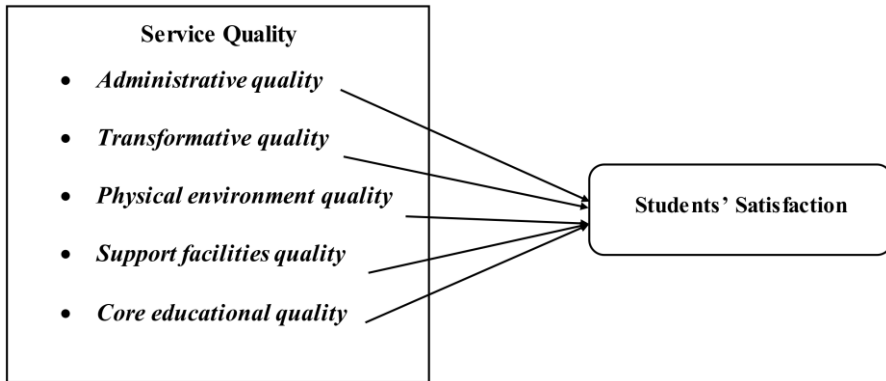 Service Quality
• Administrative quality
• Transformative quality
• Physical environment quality
• Support facilities quality
• Core educational quality
Students’ Satisfaction